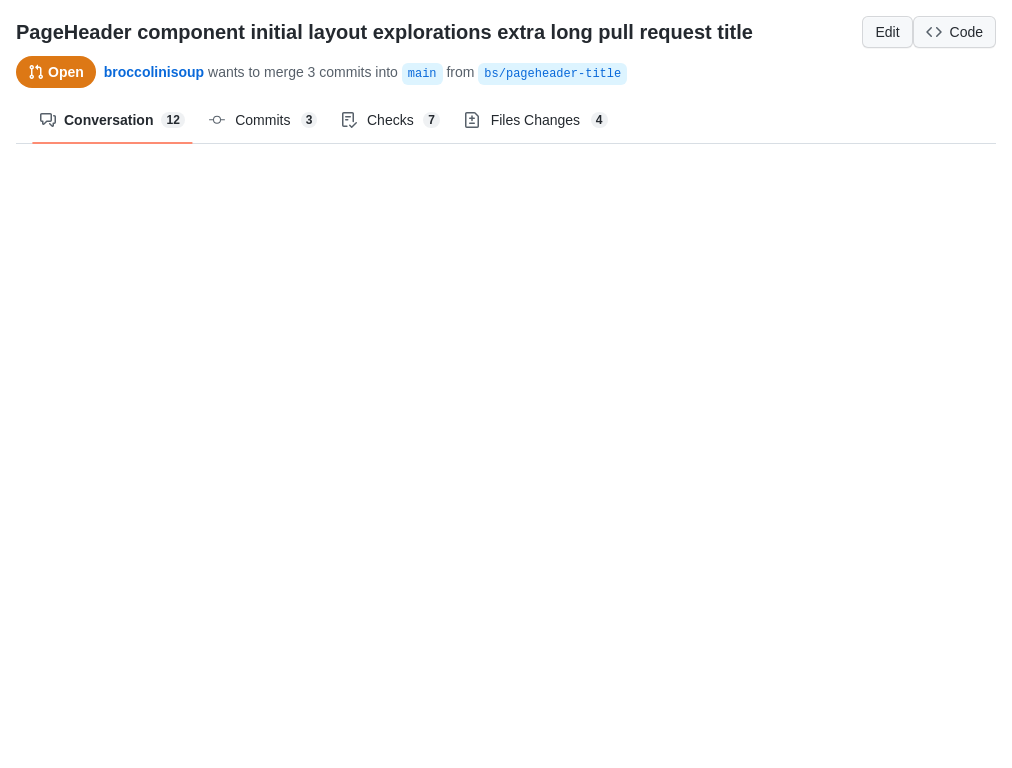 PageHeader component initial layout explorations extra long pull request title Edit Code
Open broccolinisoup wants to merge 3 commits into main from bs/pageheader-title
Conversation 12 Commits 3 Checks 7 Files Changes 4